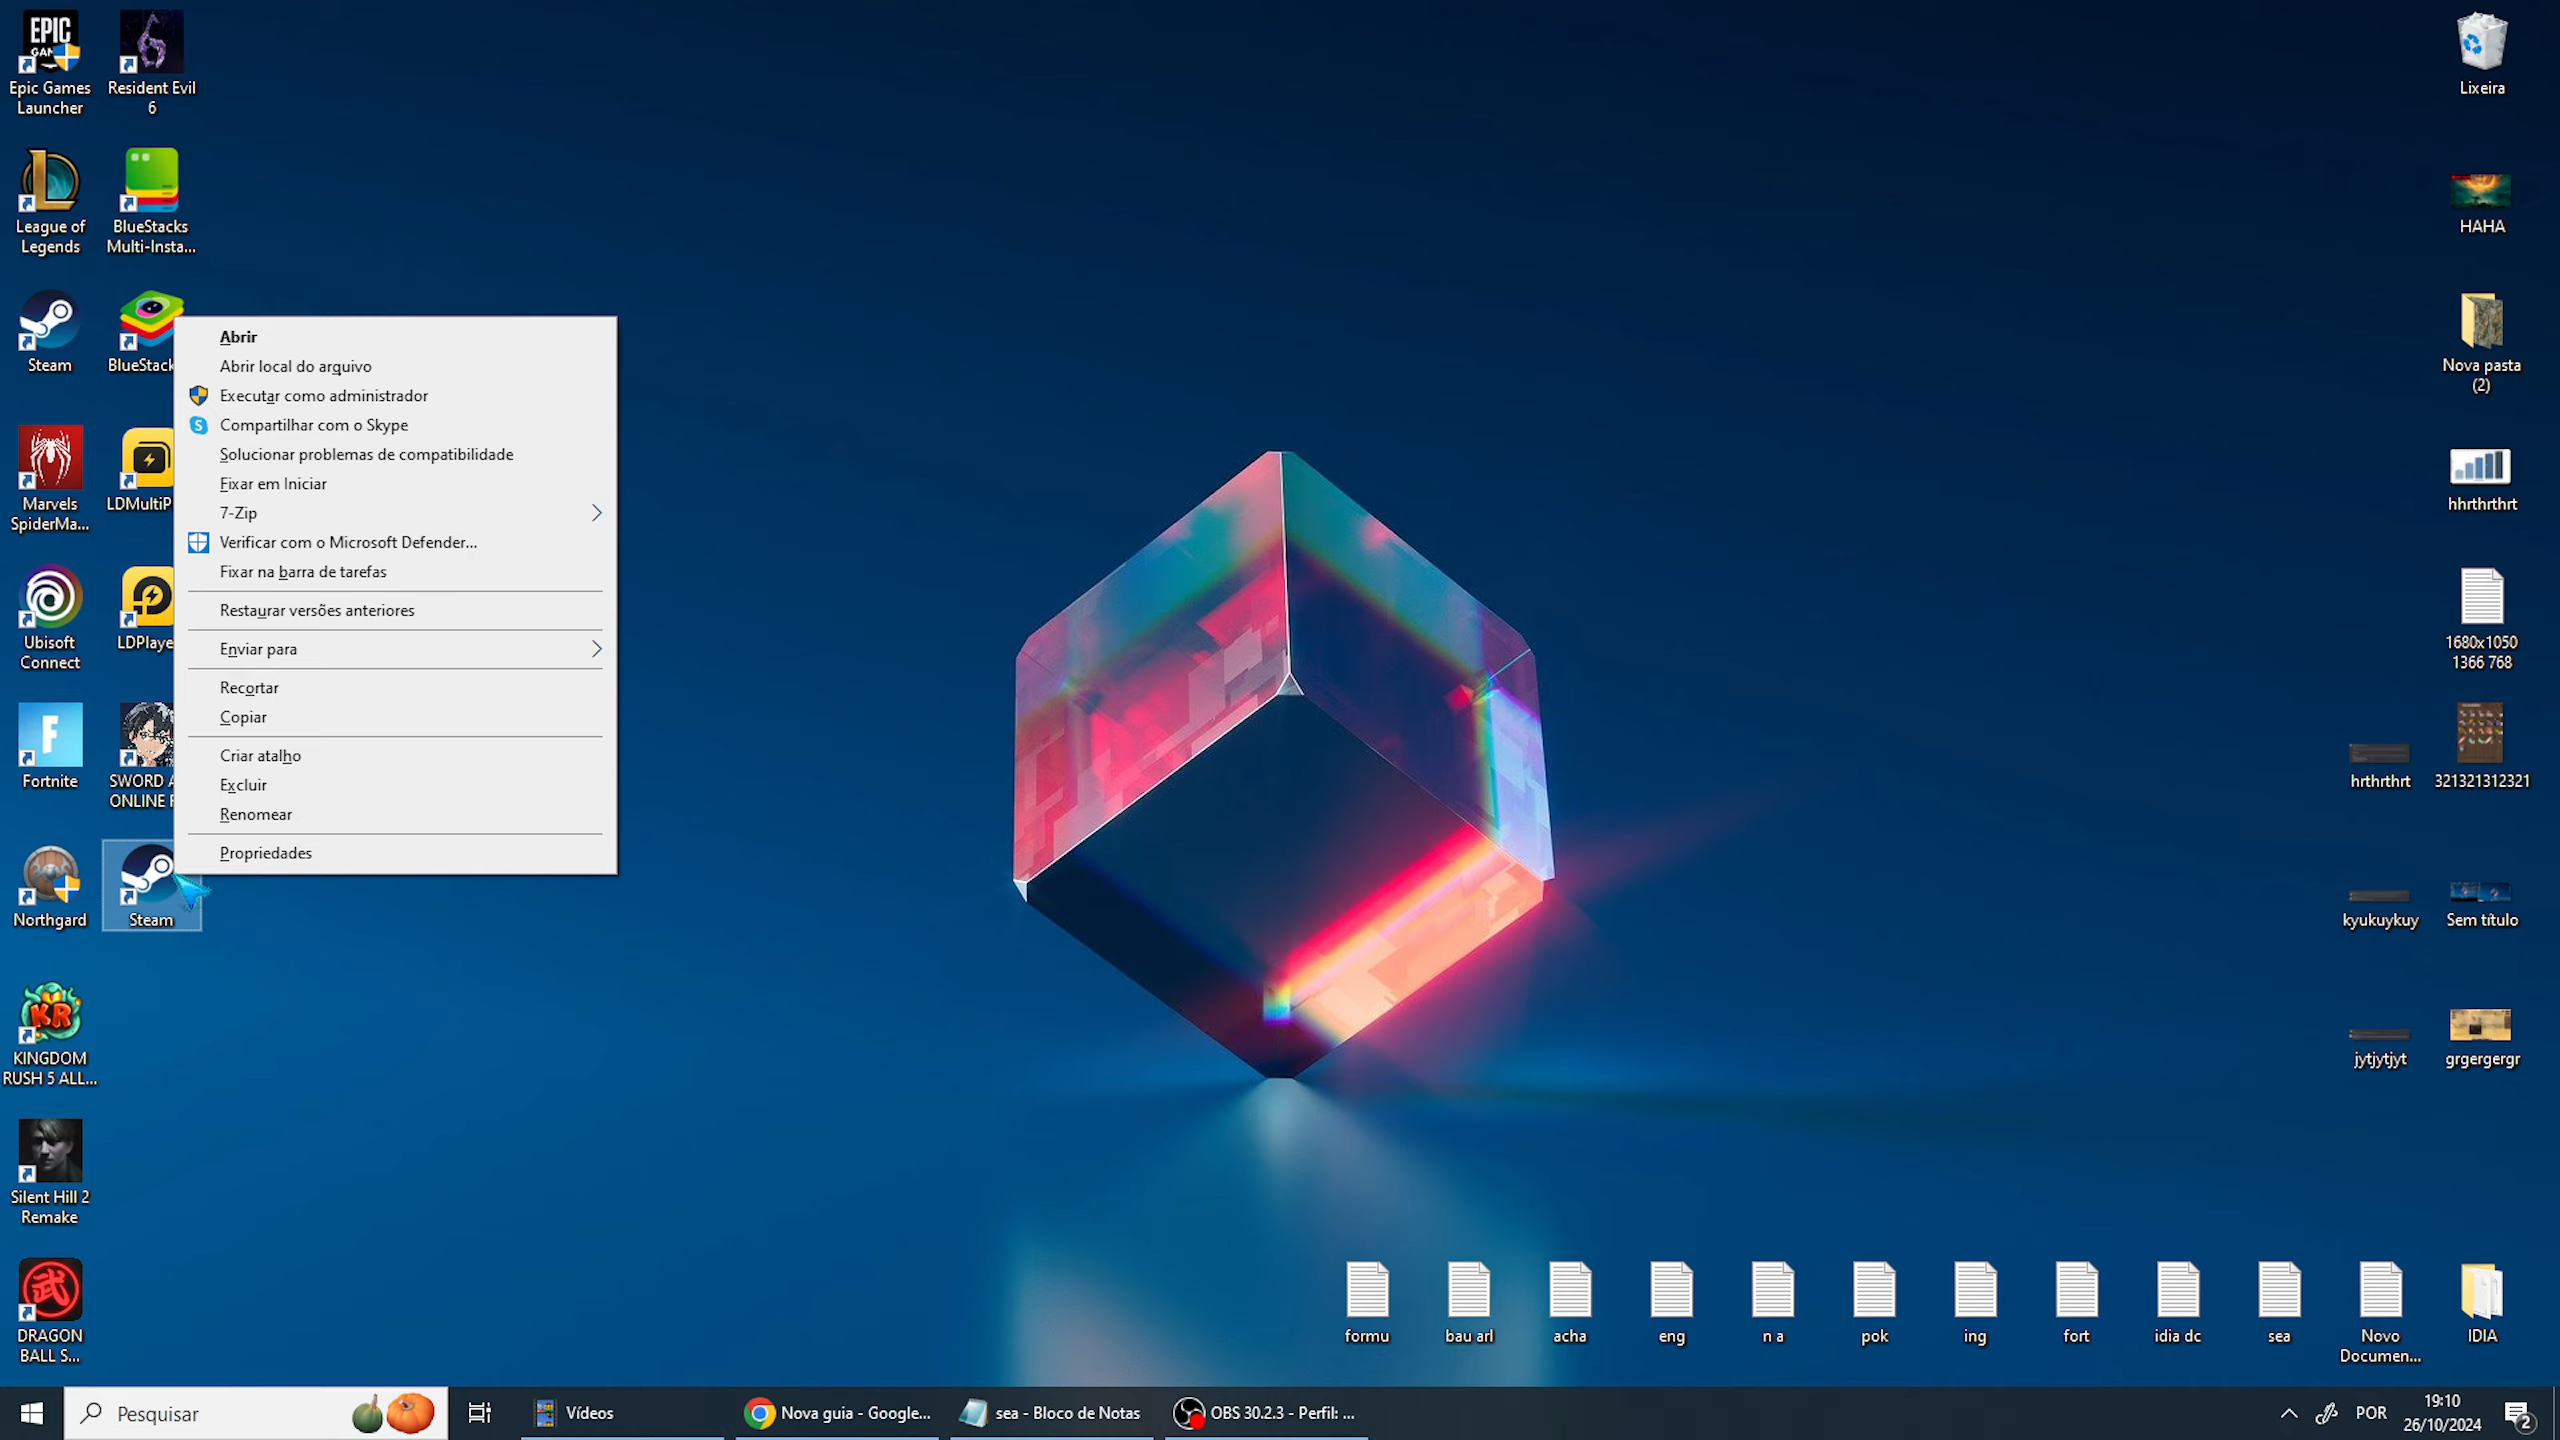 EPIC
GAMES
Epic Games
Launcher
Resident Evil
6
Lixeira
League of
Legends
BlueStacks
Multi-Insta...
HAHA
Steam
BlueStack
Nova pasta
(2)
Abrir
Abrir local do arquivo
Executar como administrador
Compartilhar com o Skype
Solucionar problemas de compatibilidade
Fixar em Iniciar
7-Zip
Verificar com o Microsoft Defender...
Fixar na barra de tarefas
Restaurar versões anteriores
Enviar para
Recortar
Copiar
Criar atalho
Excluir
Renomear
Propriedades
Marvels
SpiderMa...
LDMultiP
hhrthrthrt
Ubisoft
Connect
LDPlaye
1680x1050
1366 768
F
Fortnite
SWORD A
ONLINE F
hrthrthrt
321321312321
Northgard
Steam
kyukuykuy
Sem título
KR
KINGDOM
RUSH 5 ALL...
jytjytjyt
grgergergr
Silent Hill 2
Remake
武
DRAGON
BALL S...
formu
bau arl
acha
eng
n a
pok
ing
fort
idia dc
sea
Novo
Documen...
IDIA
Pesquisar
Vídeos
Nova guia - Google...
sea - Bloco de Notas
OBS 30.2.3 - Perfil: ...
POR
19:10
26/10/2024
2